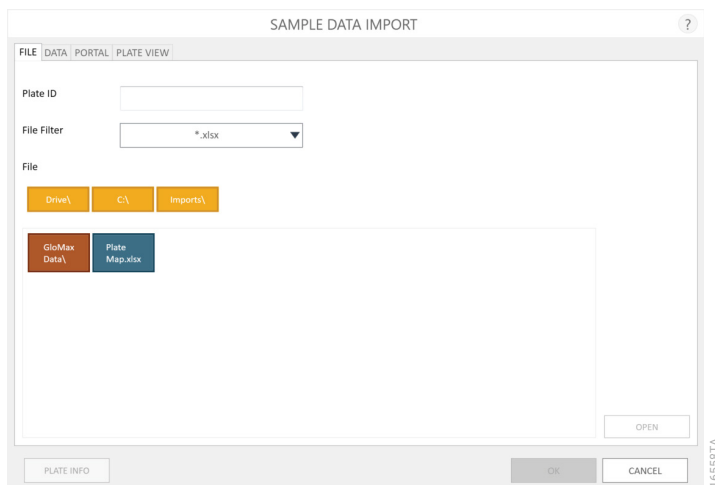 SAMPLE DATA IMPORT
?
FILE DATA PORTAL PLATE VIEW
Plate ID
File Filter
*.xlsx
File
Drive\ C:\ Imports\
GloMax Plate
Data\ Map.xlsx
OPEN
PLATE INFO OK CANCEL